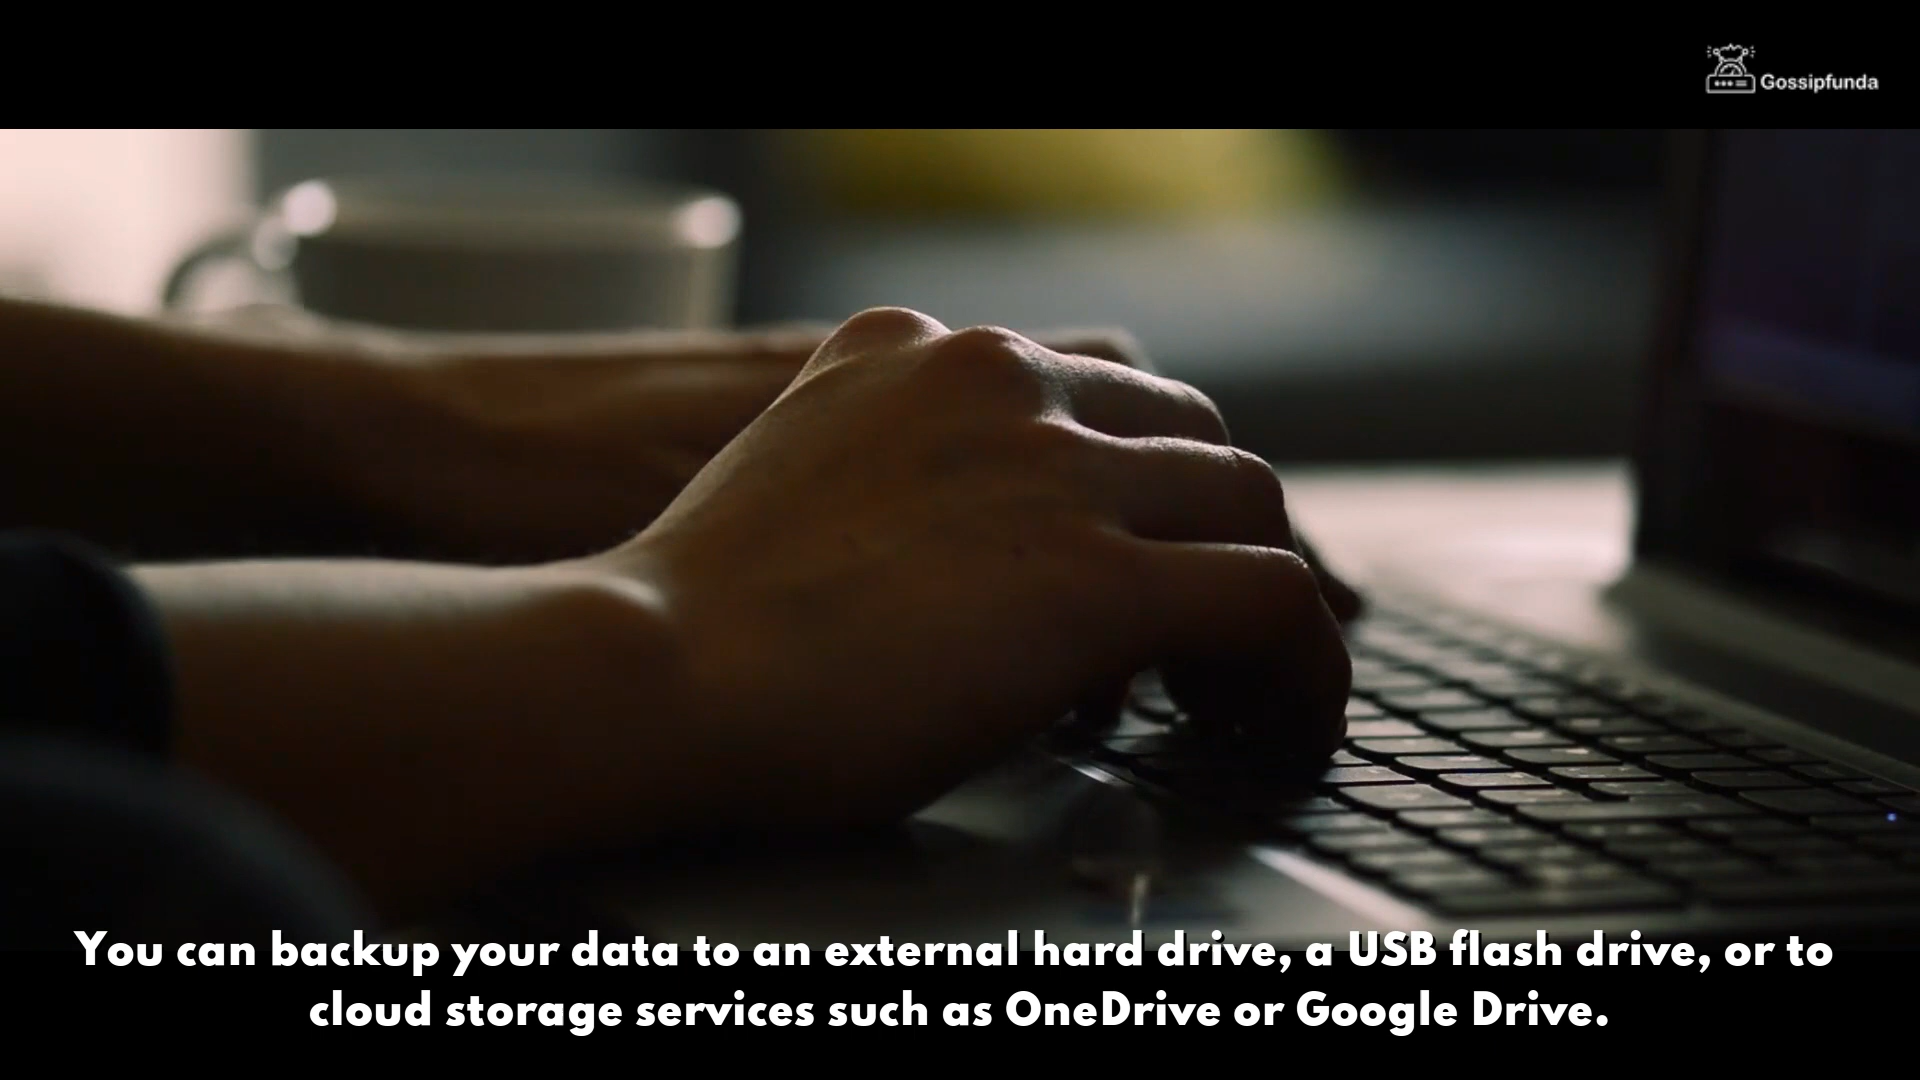 Gossipfunda
You can backup your data to an external hard drive, a USB flash drive, or to
cloud storage services such as OneDrive or Google Drive.